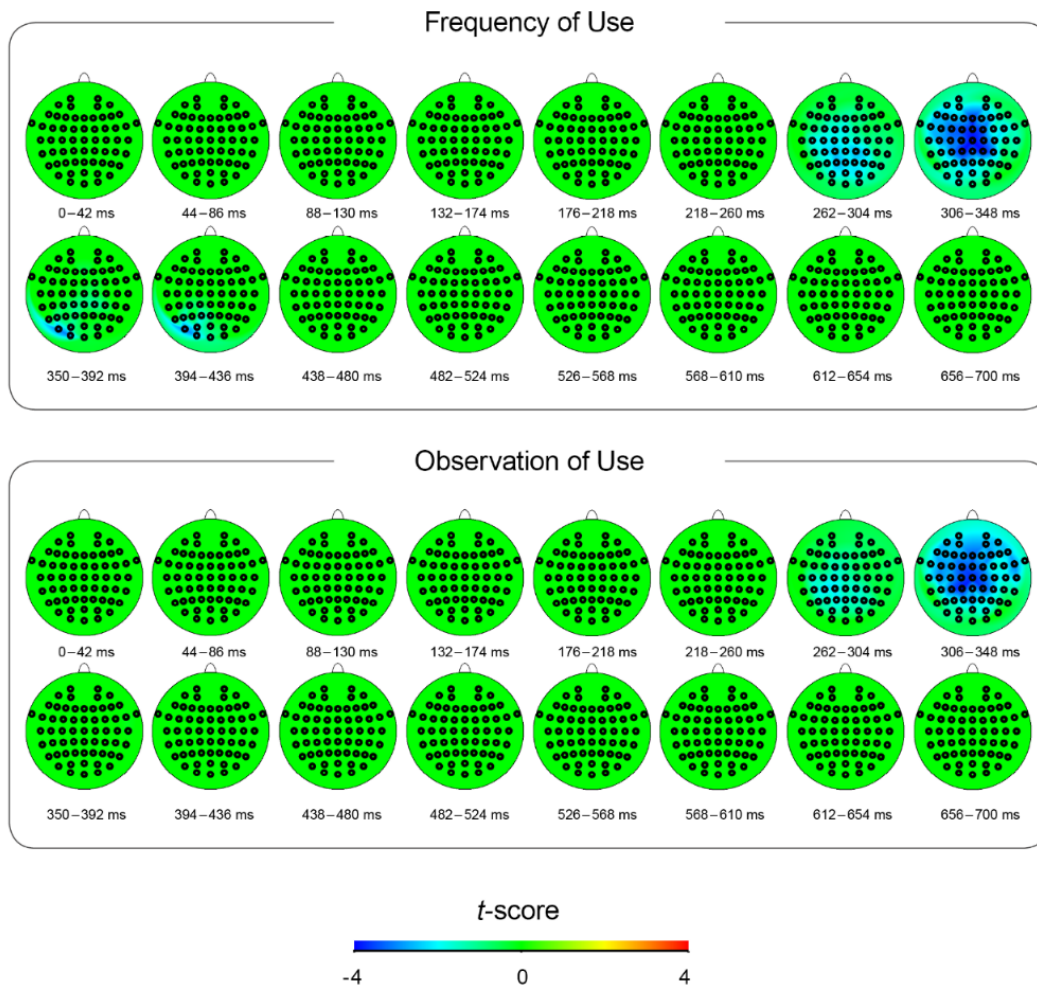 Frequency of Use
0–42 ms 44–86 ms 88–130 ms 132–174 ms 176–218 ms 218–260 ms 262–304 ms 306–348 ms
350–392 ms 394–436 ms 438–480 ms 482–524 ms 526–568 ms 568–610 ms 612–654 ms 656–700 ms
Observation of Use
0–42 ms 44–86 ms 88–130 ms 132–174 ms 176–218 ms 218–260 ms 262–304 ms 306–348 ms
350–392 ms 394–436 ms 438–480 ms 482–524 ms 526–568 ms 568–610 ms 612–654 ms 656–700 ms
t-score
-4 0 4